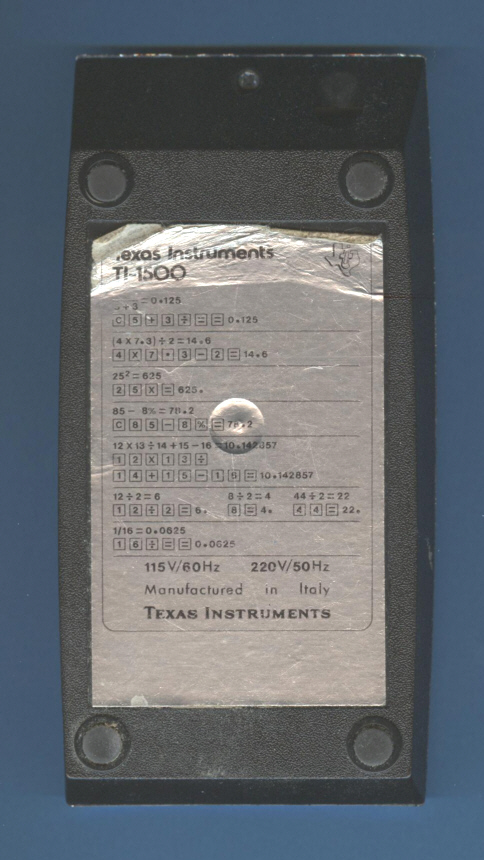 Texas Instruments
TI-1500
5+3 = 0.125
C 5 + 3 ÷ = = 0.125
(4 X 7.3) ÷ 2 = 14.6
4 X 7 • 3 ÷ 2 = 14.6
25² = 625
2 5 X = 625.
85 - 8% = 78.2
C 8 5 - 8 % = 78.2
12 X 13 ÷ 14 + 15 - 16 = 10.142857
1 2 X 1 3 ÷
1 4 + 1 5 - 1 6 = 10.142857
12 ÷ 2 = 6 8 ÷ 2 = 4 44 ÷ 2 = 22
1 2 ÷ 2 = 6. 8 = 4. 4 4 = 22.
1/16 = 0.0625
1 6 ÷ = = 0.0625
115V/60Hz 220V/50Hz
Manufactured in Italy
TEXAS INSTRUMENTS